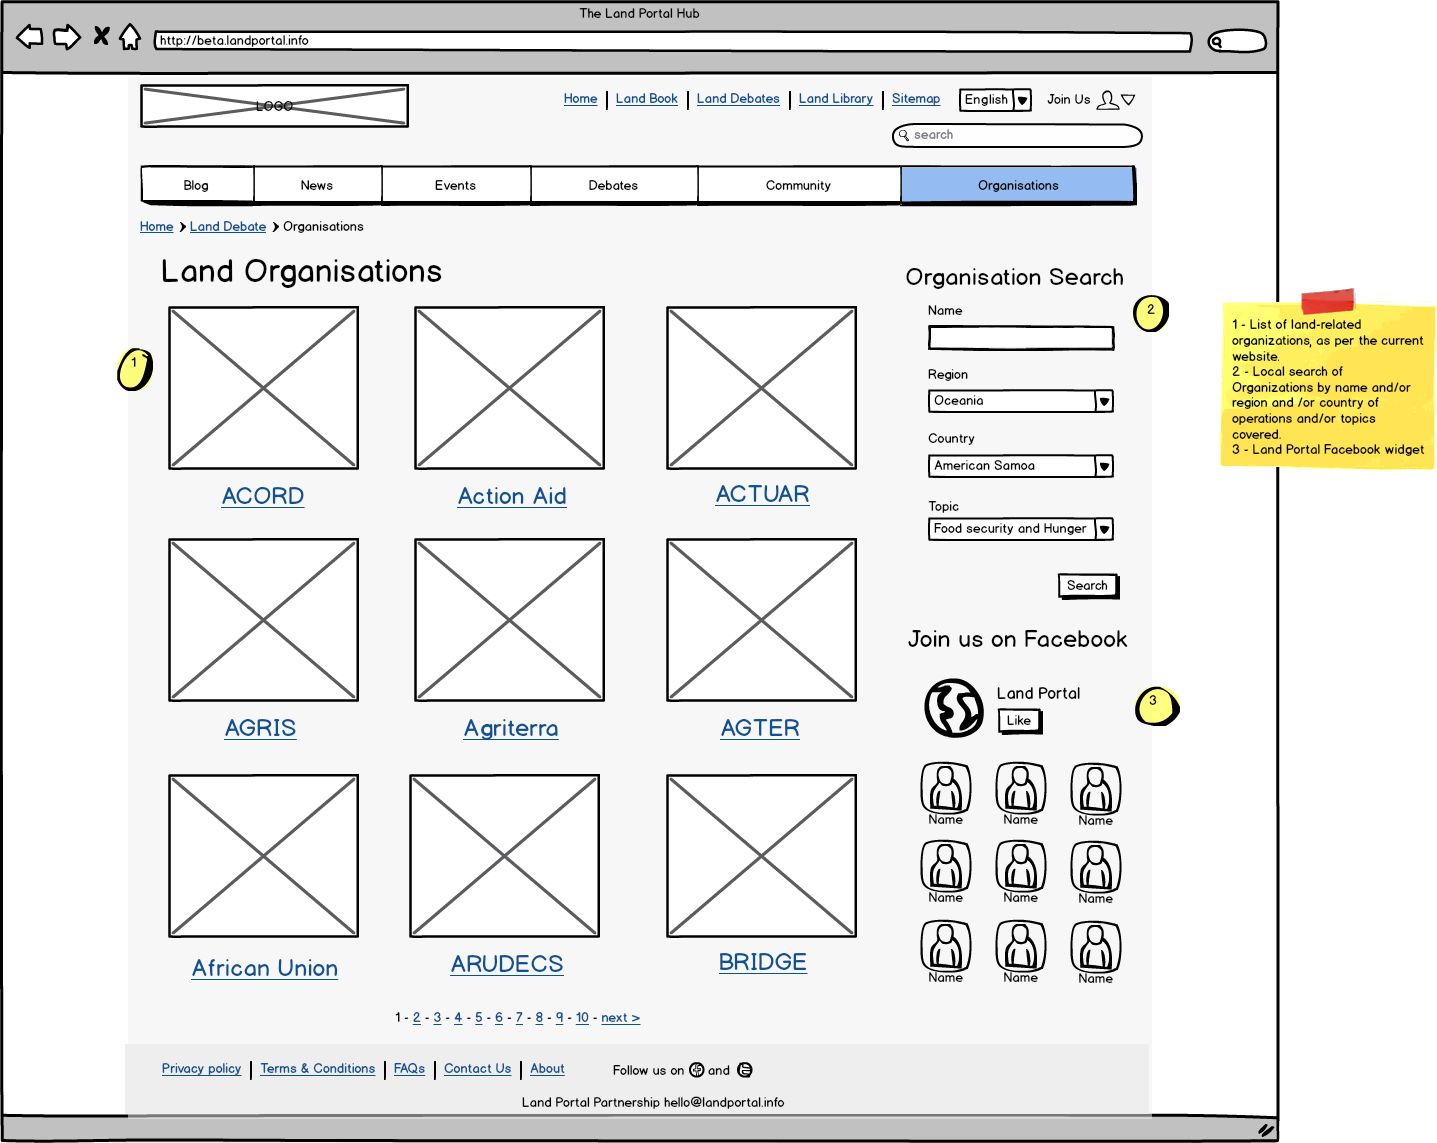 The Land Portal Hub
http://beta.landportal.info
LOGO
Home | Land Book | Land Debates | Land Library | Sitemap English Join Us
search
Blog News Events Debates Community Organisations
Home Land Debate Organisations
Land Organisations
ACORD Action Aid ACTUAR
AGRIS Agriterra AGTER
African Union ARUDECS BRIDGE
1 - 2 - 3 - 4 - 5 - 6 - 7 - 8 - 9 - 10 - next >
1
Organisation Search
2
Name
Region
Oceania
Country
American Samoa
Topic
Food security and Hunger
Search
Join us on Facebook
Land Portal
Like
3
Name Name Name
Name Name Name
Name Name Name
1 - List of land-related
organizations, as per the current
website.
2 - Local search of
Organizations by name and/or
region and /or country of
operations and/or topics
covered.
3 - Land Portal Facebook widget
Privacy policy | Terms & Conditions | FAQs | Contact Us | About Follow us on and
Land Portal Partnership hello@landportal.info